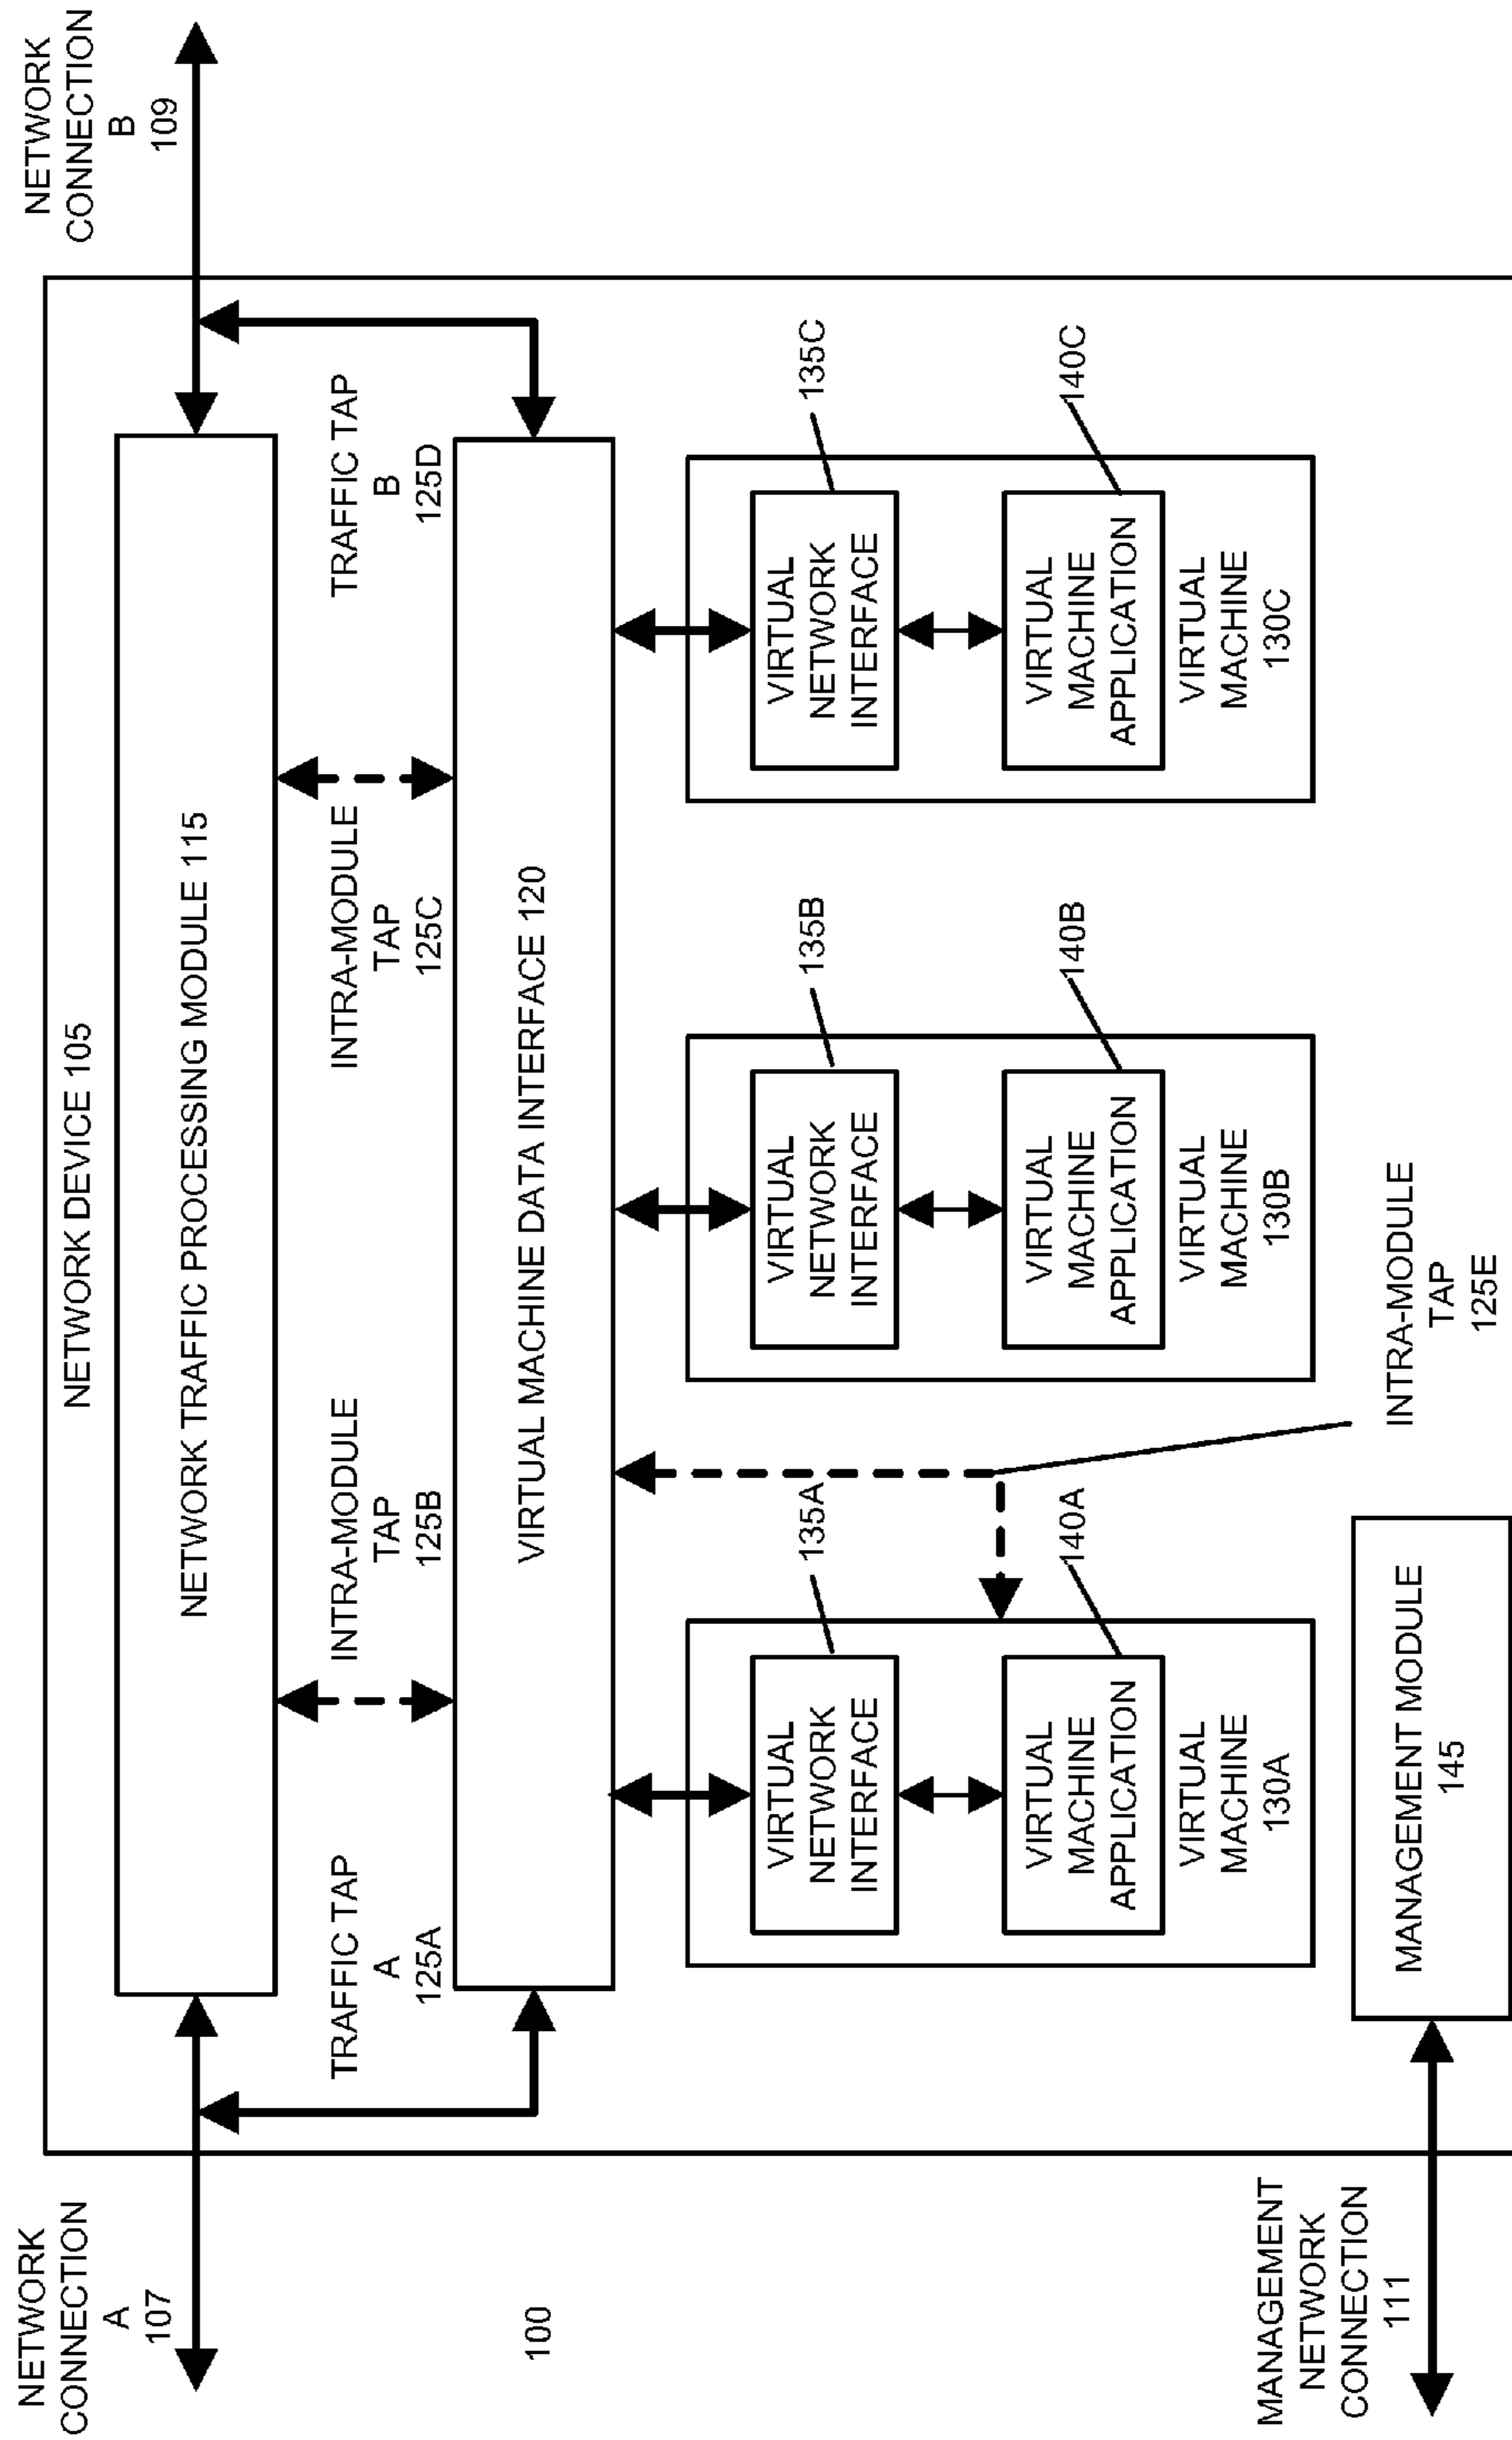 NETWORK
CONNECTION
A
107
NETWORK
CONNECTION
B
109
NETWORK DEVICE 105
NETWORK TRAFFIC PROCESSING MODULE 115
TRAFFIC TAP
A
125A
INTRA-MODULE
TAP
125B
INTRA-MODULE
TAP
125C
TRAFFIC TAP
B
125D
100
VIRTUAL MACHINE DATA INTERFACE 120
135A
135B
135C
VIRTUAL
NETWORK
INTERFACE
VIRTUAL
NETWORK
INTERFACE
VIRTUAL
NETWORK
INTERFACE
140A
140B
140C
VIRTUAL
MACHINE
APPLICATION
VIRTUAL
MACHINE
APPLICATION
VIRTUAL
MACHINE
APPLICATION
VIRTUAL
MACHINE
130A
VIRTUAL
MACHINE
130B
VIRTUAL
MACHINE
130C
MANAGEMENT
NETWORK
CONNECTION
111
MANAGEMENT MODULE
145
INTRA-MODULE
TAP
125E